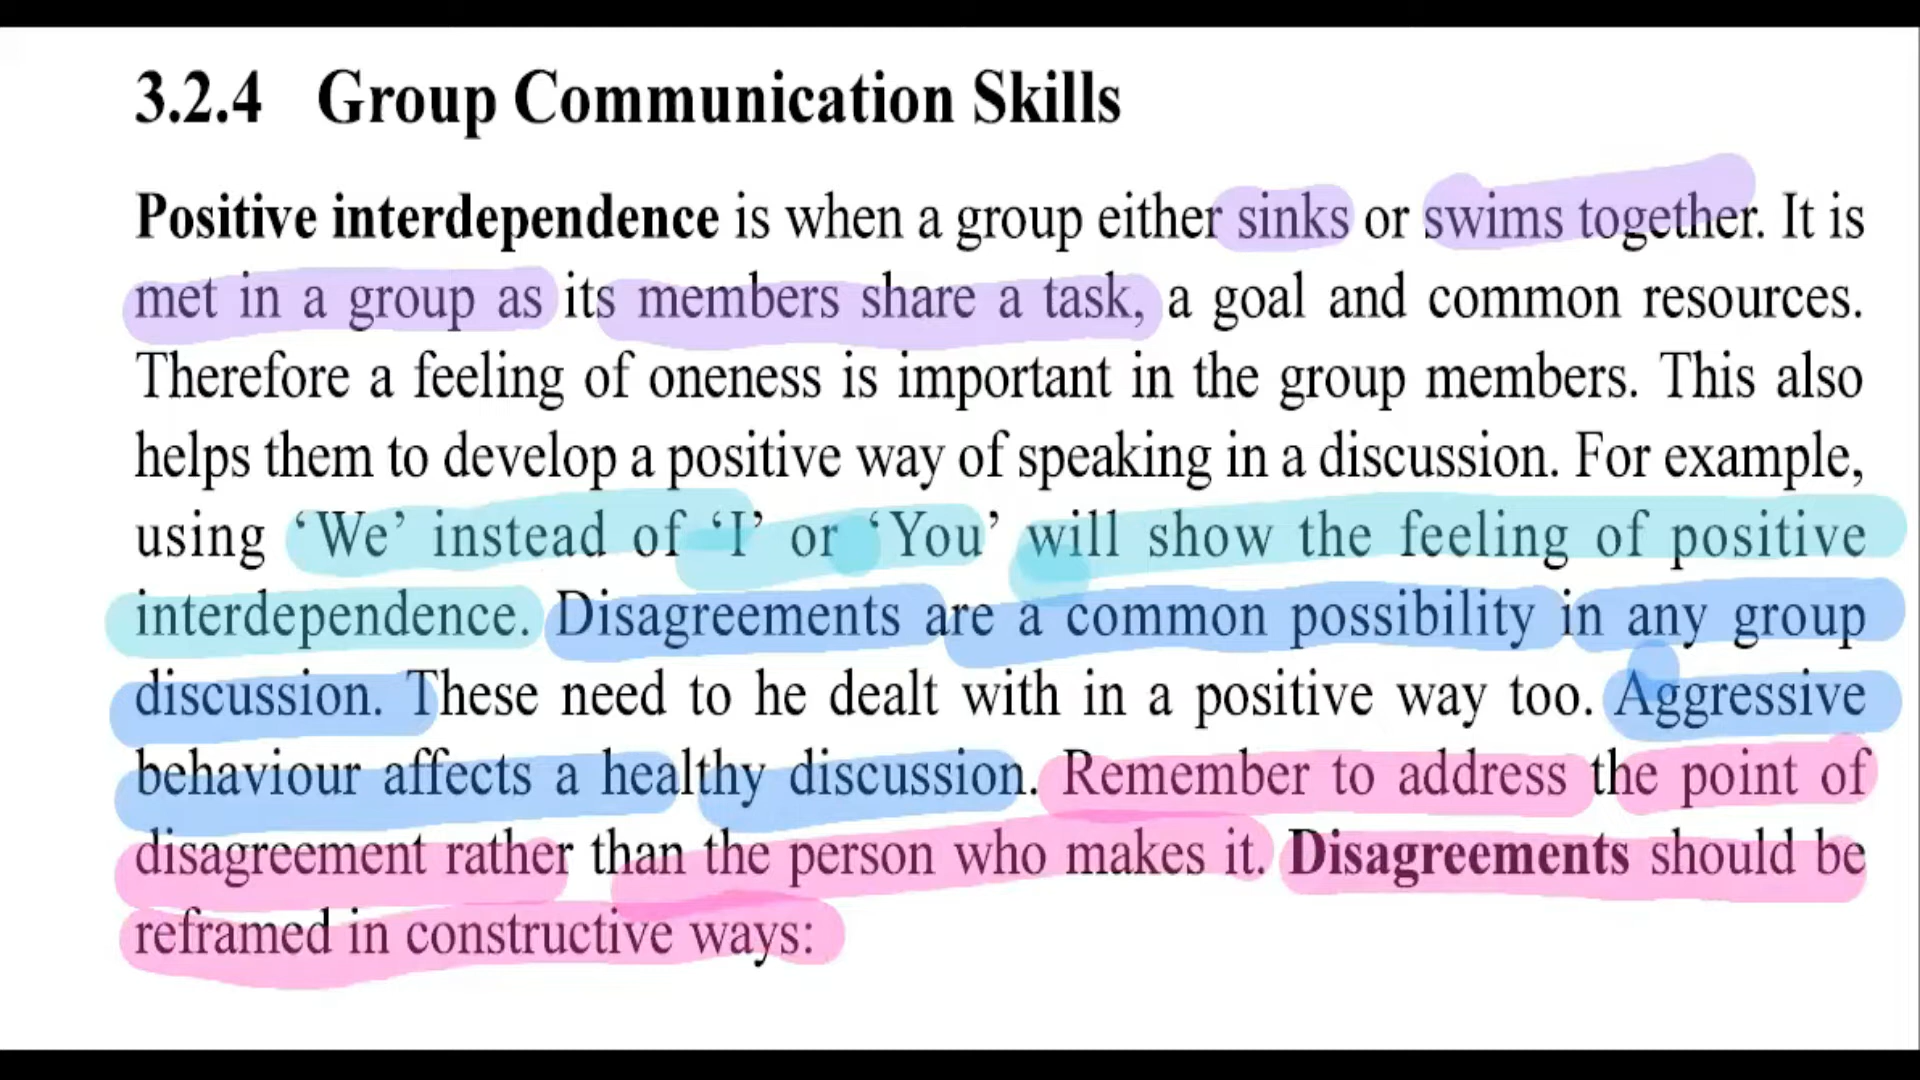 3.2.4 Group Communication Skills
Positive interdependence is when a group either sinks or swims together. It is
met in a group as its members share a task, a goal and common resources.
Therefore a feeling of oneness is important in the group members. This also
helps them to develop a positive way of speaking in a discussion. For example,
using ‘We’ instead of ‘I’ or ‘You’ will show the feeling of positive
interdependence. Disagreements are a common possibility in any group
discussion. These need to he dealt with in a positive way too. Aggressive
behaviour affects a healthy discussion. Remember to address the point of
disagreement rather than the person who makes it. Disagreements should be
reframed in constructive ways: